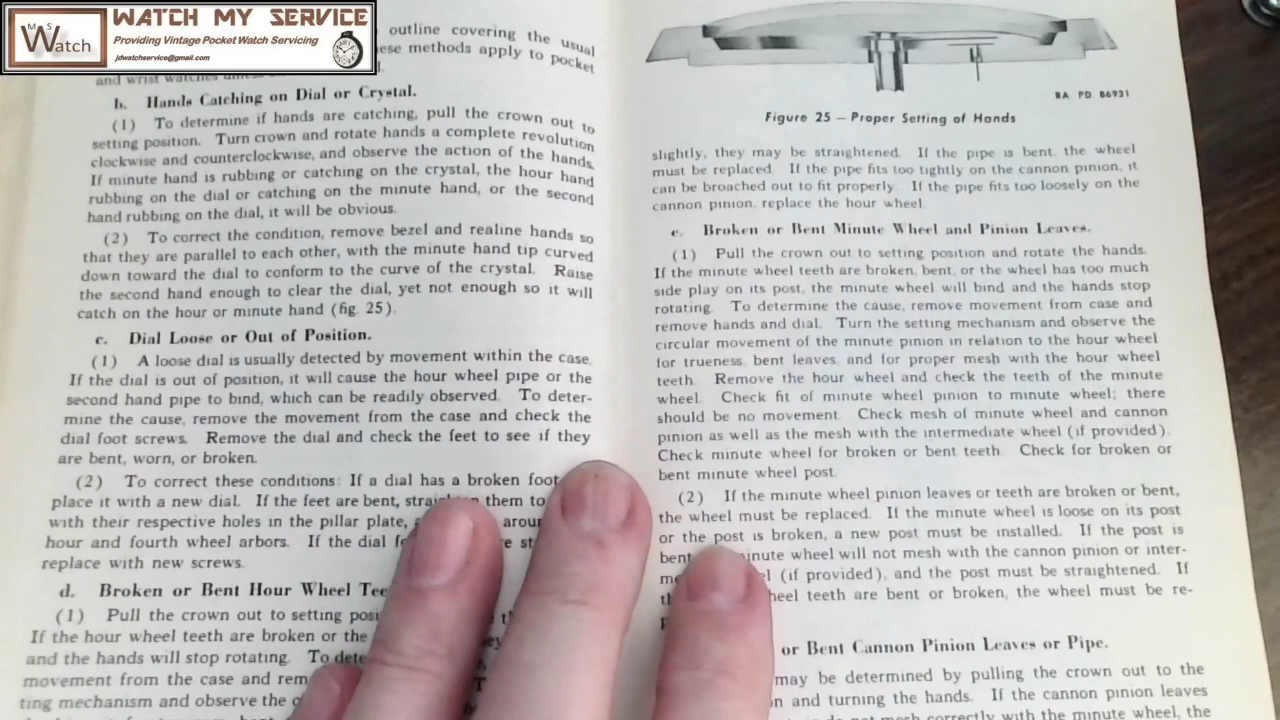 M S
Watch
WATCH MY SERVICE
Providing Vintage Pocket Watch Servicing
jdwatchservice@gmail.com
outline covering the usual
these methods apply to pocket
and wrist watches
b. Hands Catching on Dial or Crystal.
(1) To determine if hands are catching, pull the crown out to
setting position. Turn crown and rotate hands a complete revolution
clockwise and counterclockwise, and observe the action of the hands.
If minute hand is rubbing or catching on the crystal, the hour hand
rubbing on the dial or catching on the minute hand, or the second
hand rubbing on the dial, it will be obvious.
(2) To correct the condition, remove bezel and realine hands so
that they are parallel to each other, with the minute hand tip curved
down toward the dial to conform to the curve of the crystal. Raise
the second hand enough to clear the dial, yet not enough so it will
catch on the hour or minute hand (fig. 25).
c. Dial Loose or Out of Position.
(1) A loose dial is usually detected by movement within the case.
If the dial is out of position, it will cause the hour wheel pipe or the
second hand pipe to bind, which can be readily observed. To deter-
mine the cause, remove the movement from the case and check the
dial foot screws. Remove the dial and check the feet to see if they
are bent, worn, or broken.
(2) To correct these conditions: If a dial has a broken foot
place it with a new dial. If the feet are bent, straighten them to
with their respective holes in the pillar plate, arou
hour and fourth wheel arbors. If the dial
replace with new screws.
d. Broken or Bent Hour Wheel Tee
(1) Pull the crown out to setting posi
If the hour wheel teeth are broken or the
and the hands will stop rotating. To dete
movement from the case and rem
ting mechanism and observe the
RA PD 86931
Figure 25 — Proper Setting of Hands
slightly, they may be straightened. If the pipe is bent, the wheel
must be replaced. If the pipe fits too tightly on the cannon pinion, it
can be broached out to fit properly. If the pipe fits too loosely on the
cannon pinion, replace the hour wheel.
e. Broken or Bent Minute Wheel and Pinion Leaves.
(1) Pull the crown out to setting position and rotate the hands.
If the minute wheel teeth are broken, bent, or the wheel has too much
side play on its post, the minute wheel will bind and the hands stop
rotating. To determine the cause, remove movement from case and
remove hands and dial. Turn the setting mechanism and observe the
circular movement of the minute pinion in relation to the hour wheel
for trueness, bent leaves, and for proper mesh with the hour wheel
teeth. Remove the hour wheel and check the teeth of the minute
wheel. Check fit of minute wheel pinion to minute wheel; there
should be no movement. Check mesh of minute wheel and cannon
pinion as well as the mesh with the intermediate wheel (if provided).
Check minute wheel for broken or bent teeth. Check for broken or
bent minute wheel post.
(2) If the minute wheel pinion leaves or teeth are broken or bent,
the wheel must be replaced. If the minute wheel is loose on its post
or the post is broken, a new post must be installed. If the post is
bent minute wheel will not mesh with the cannon pinion or inter-
me (if provided), and the post must be straightened. If
wheel teeth are bent or broken, the wheel must be re-
or Bent Cannon Pinion Leaves or Pipe.
may be determined by pulling the crown out to the
and turning the hands. If the cannon pinion leaves
mesh correctly with the minute wheel, the